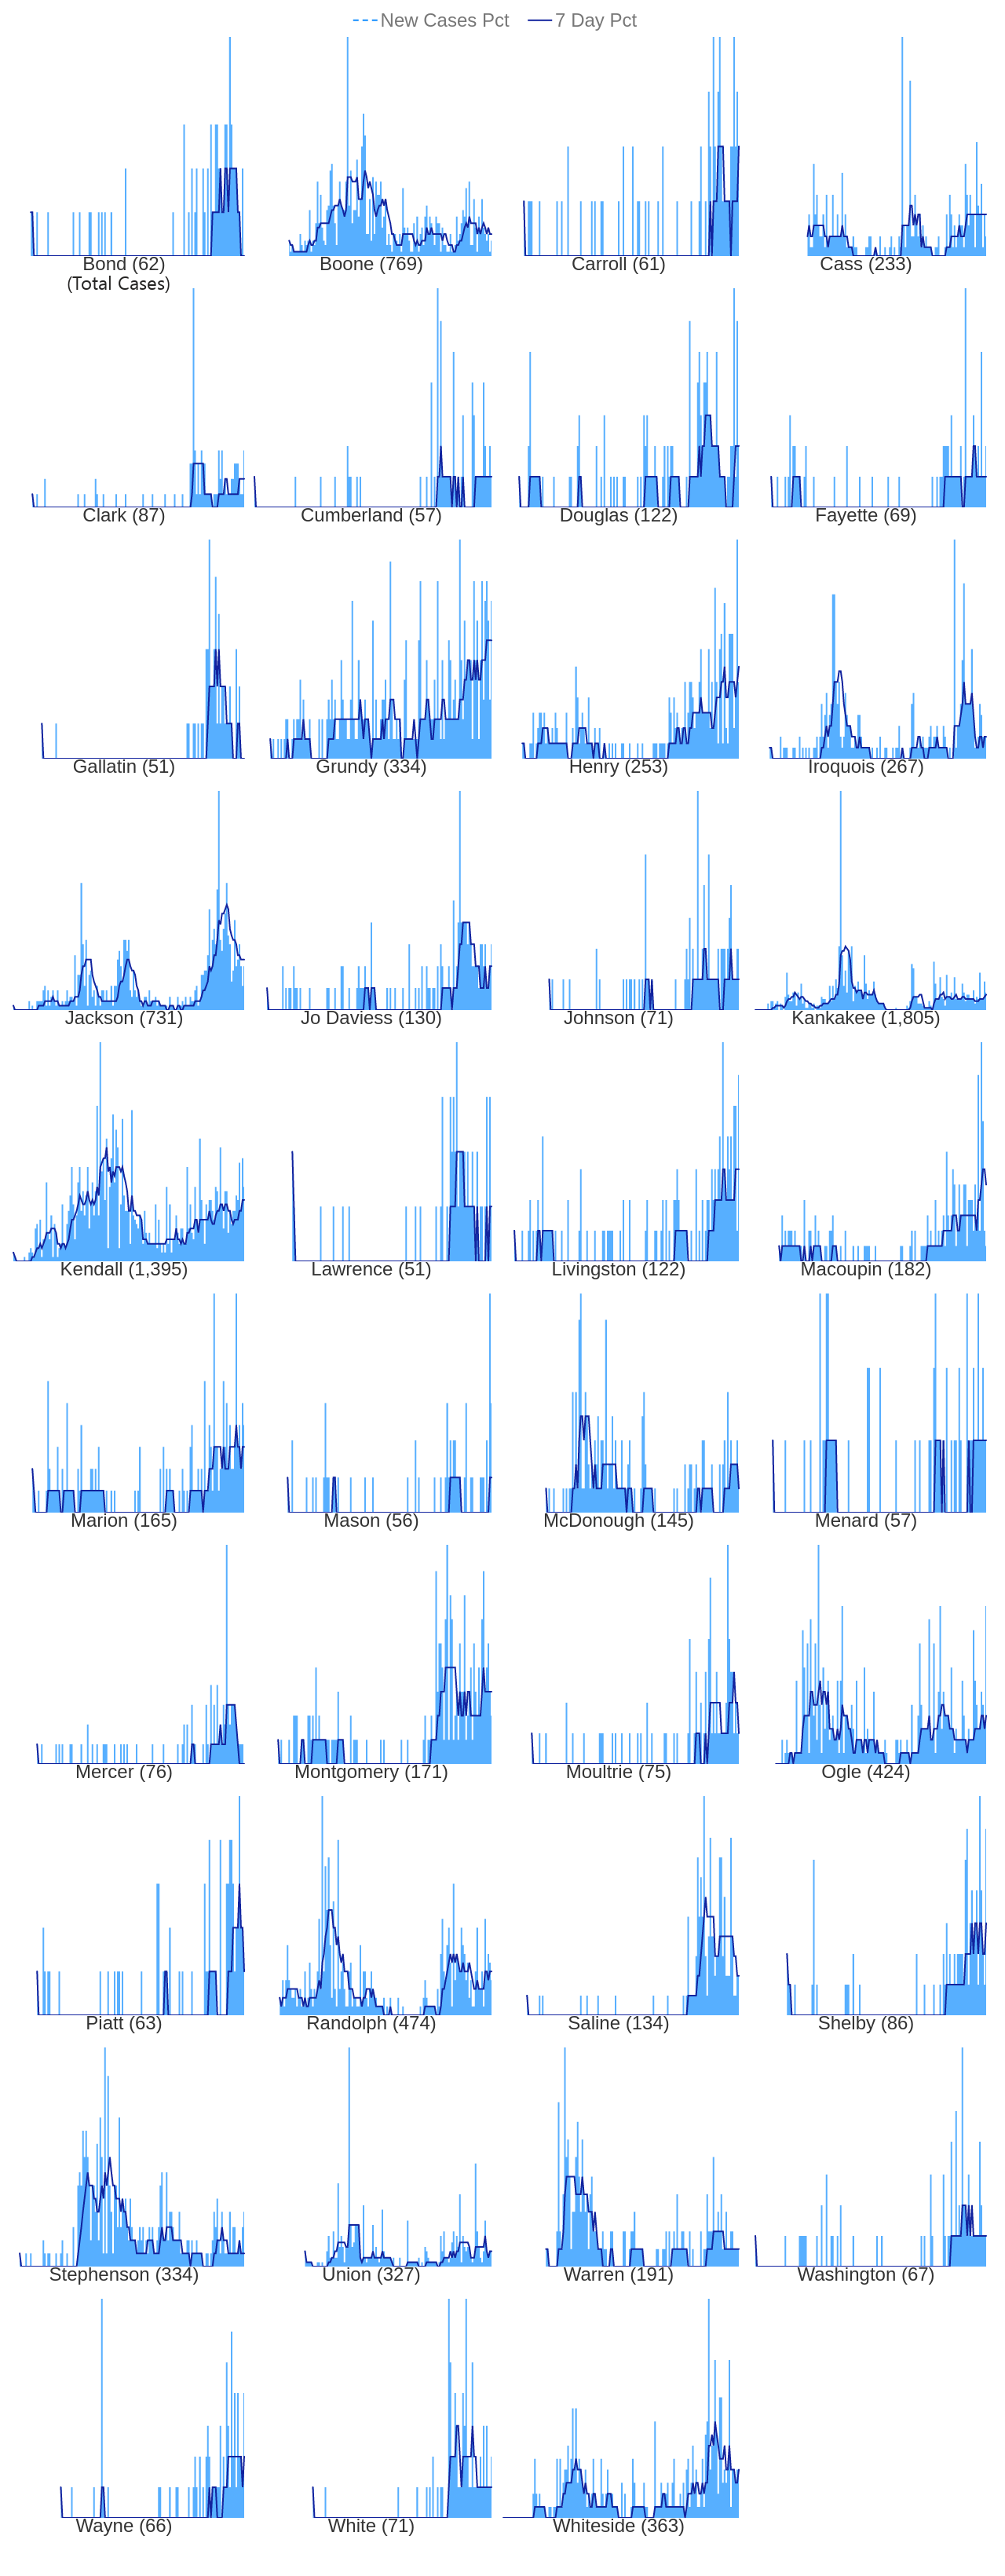 New Cases Pct 7 Day Pct
Bond (62) Boone (769) Carroll (61) Cass (233)
(Total Cases)
Clark (87) Cumberland (57) Douglas (122) Fayette (69)
Gallatin (51) Grundy (334) Henry (253) Iroquois (267)
Jackson (731) Jo Daviess (130) Johnson (71) Kankakee (1,805)
Kendall (1,395) Lawrence (51) Livingston (122) Macoupin (182)
Marion (165) Mason (56) McDonough (145) Menard (57)
Mercer (76) Montgomery (171) Moultrie (75) Ogle (424)
Piatt (63) Randolph (474) Saline (134) Shelby (86)
Stephenson (334) Union (327) Warren (191) Washington (67)
Wayne (66) White (71) Whiteside (363)